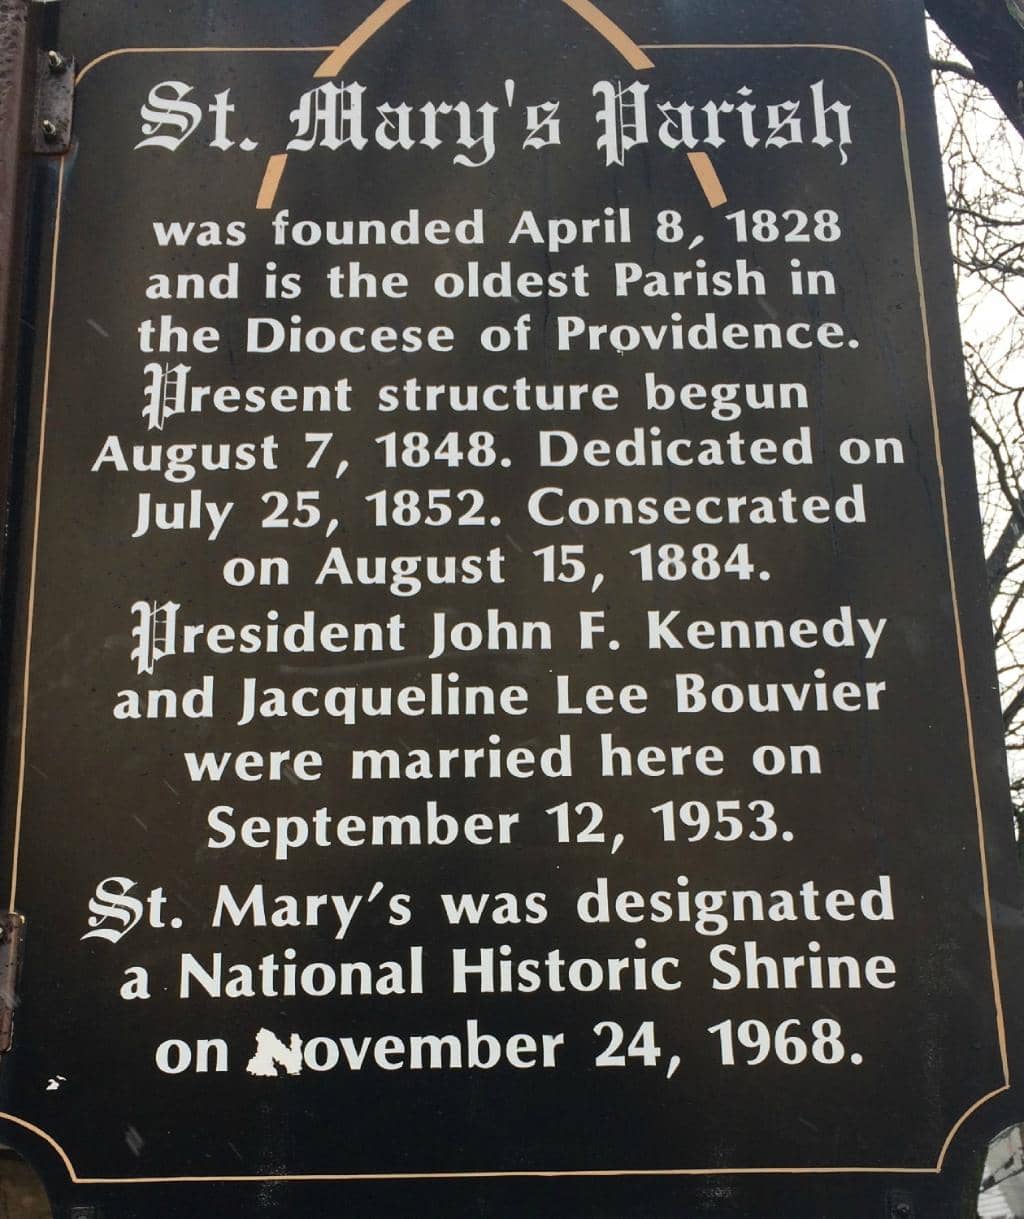 St. Mary's Parish
was founded April 8, 1828
and is the oldest Parish in
the Diocese of Providence.
Present structure begun
August 7, 1848. Dedicated on
July 25, 1852. Consecrated
on August 15, 1884.
President John F. Kennedy
and Jacqueline Lee Bouvier
were married here on
September 12, 1953.
St. Mary's was designated
a National Historic Shrine
on November 24, 1968.